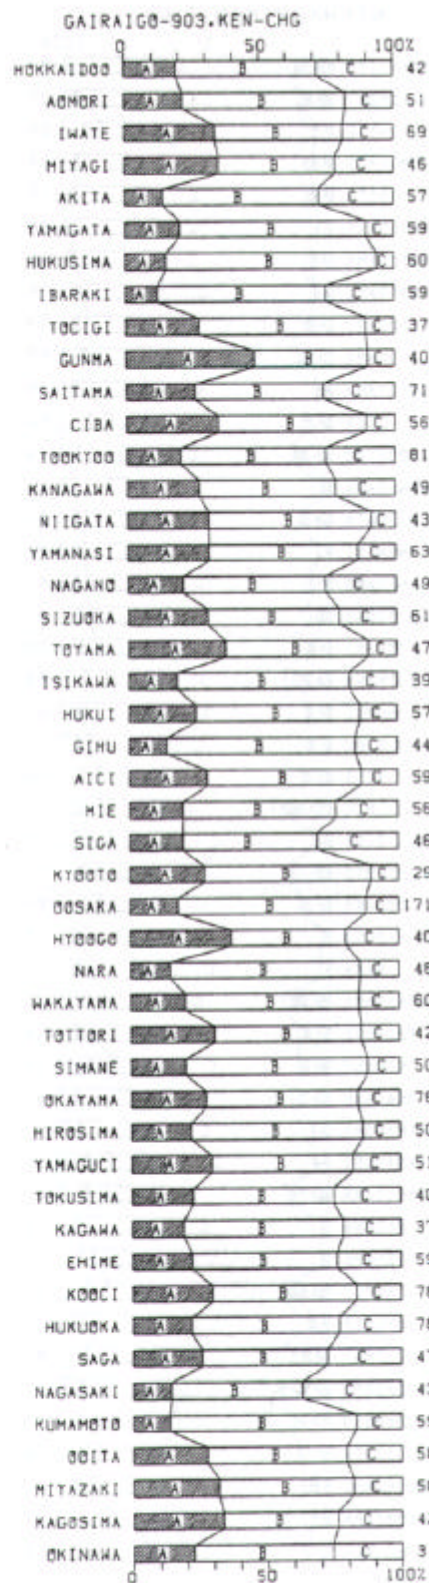 GAIRAIGO-903.KEN-CHG
0 50 100%
HOKKAIDOO A B C 42
AOMORI A B C 51
IWATE A B C 69
MIYAGI A B C 46
AKITA A B C 57
YAMAGATA A B C 59
HUKUSIMA A B C 60
IBARAKI A B C 59
TOCIGI A B C 37
GUNMA A B C 40
SAITAMA A B C 71
CIBA A B C 56
TOOKYOO A B C 81
KANAGAWA A B C 49
NIIGATA A B C 43
YAMANASI A B C 63
NAGANO A B C 49
SIZUOKA A B C 61
TOYAMA A B C 47
ISIKAWA A B C 39
HUKUI A B C 57
GIHU A B C 44
AICI A B C 59
MIE A B C 56
SIGA A B C 46
KYOOTO A B C 29
OOSAKA A B C 171
HYOOGO A B C 40
NARA A B C 48
WAKAYAMA A B C 60
TOTTORI A B C 42
SIMANE A B C 50
OKAYAMA A B C 76
HIROSIMA A B C 50
YAMAGUCI A B C 51
TOKUSIMA A B C 40
KAGAWA A B C
EHIME A B C
KOOCI A B C
HUKUOKA A B C
SAGA A B C
NAGASAKI A B C
KUMAMOTO A B C
OOITA A B C
MIYAZAKI A B C
KAGOSIMA A B C
OKINAWA A B C
0 50 100%